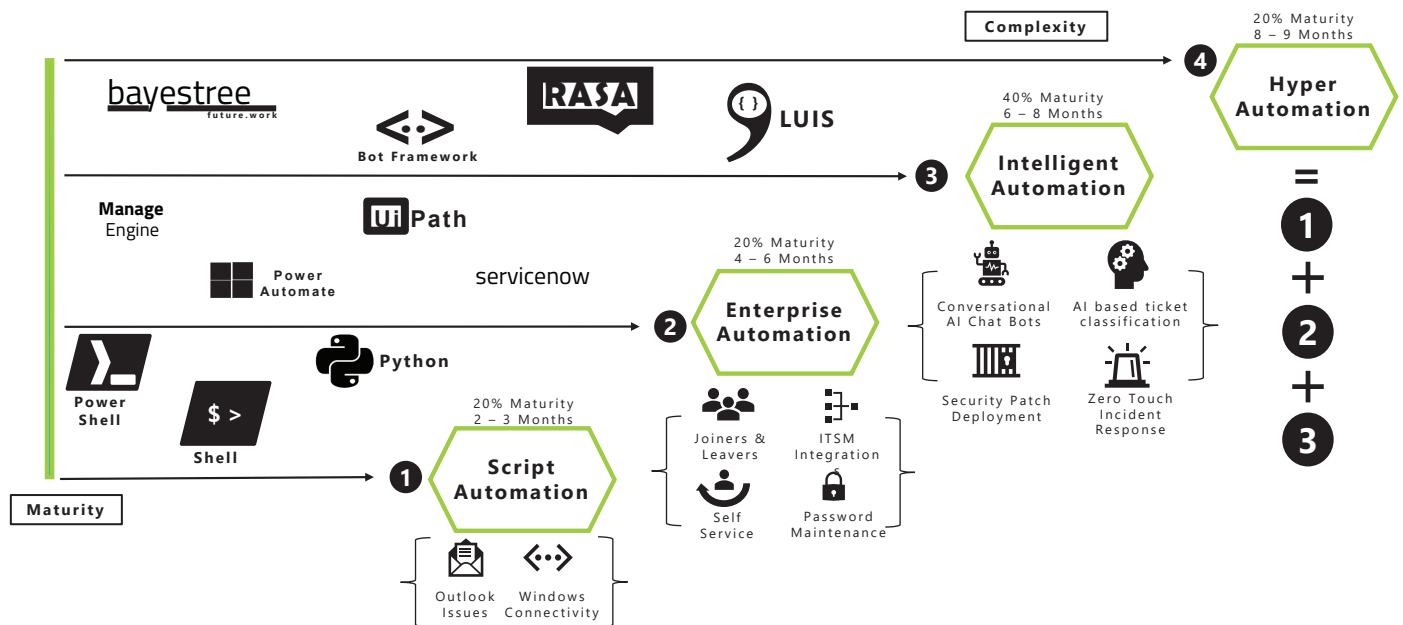 Complexity
20% Maturity
8 – 9 Months
4
Hyper
Automation
=
1
+
2
+
3
bayestree
future.work
Bot Framework
RASA
{ }
LUIS
40% Maturity
6 – 8 Months
3
Intelligent
Automation
Conversational
AI Chat Bots
AI based ticket
classification
Security Patch
Deployment
Zero Touch
Incident
Response
Manage
Engine
UiPath
Power
Automate
servicenow
20% Maturity
4 – 6 Months
2
Enterprise
Automation
Joiners &
Leavers
ITSM
Integration
Self
Service
Password
Maintenance
Power
Shell
$ >
Shell
Python
20% Maturity
2 – 3 Months
1
Script
Automation
Outlook
Issues
Windows
Connectivity
Maturity